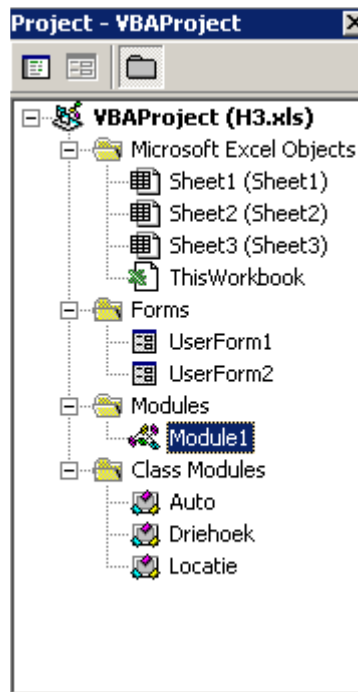 Project - VBAProject
VBAProject (H3.xls)
Microsoft Excel Objects
Sheet1 (Sheet1)
Sheet2 (Sheet2)
Sheet3 (Sheet3)
ThisWorkbook
Forms
UserForm1
UserForm2
Modules
Module1
Class Modules
Auto
Driehoek
Locatie